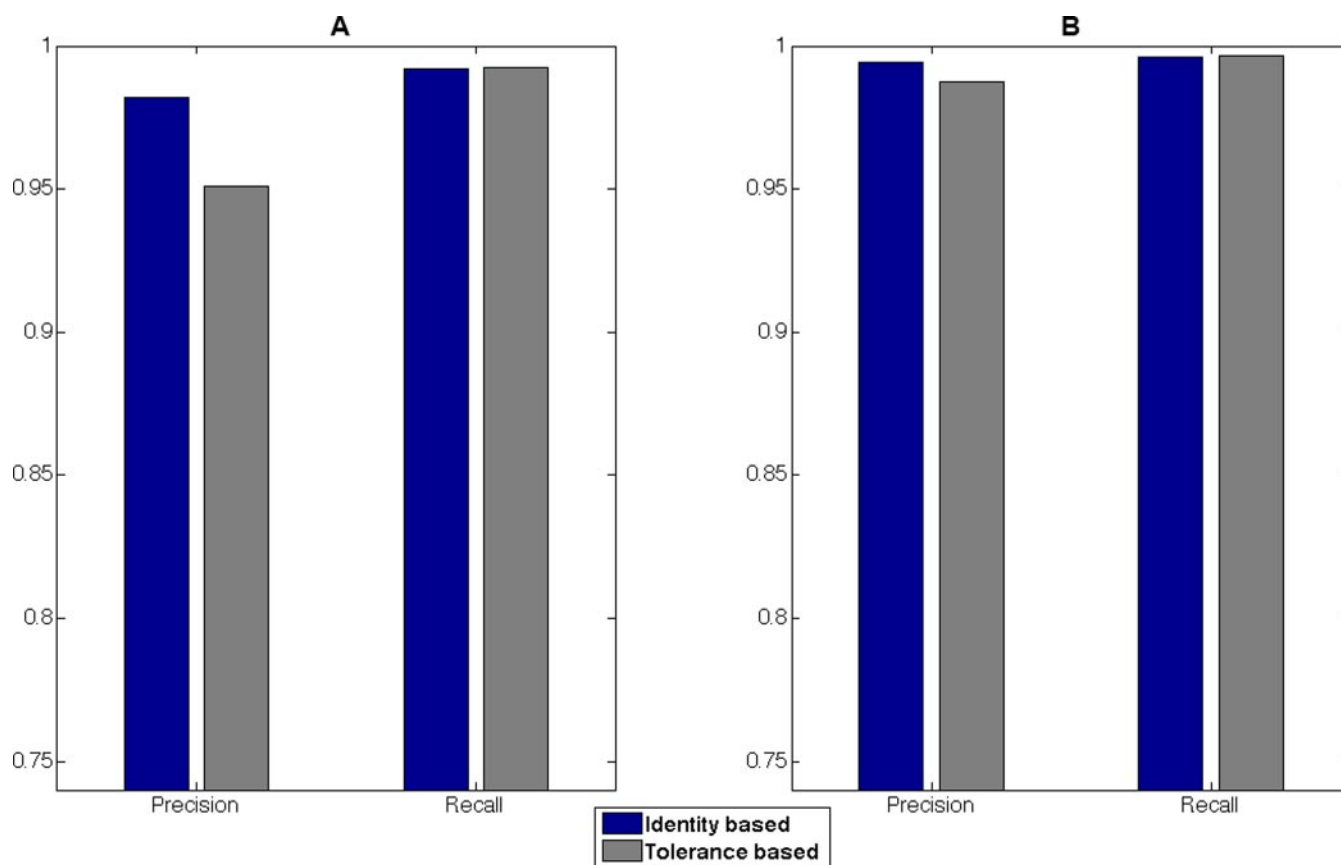 A
1
0.95
0.9
0.85
0.8
0.75
Precision
Recall
B
1
0.95
0.9
0.85
0.8
0.75
Precision
Recall
Identity based
Tolerance based